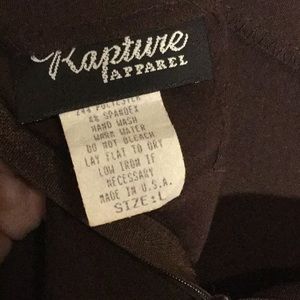 Kapture
APPAREL
POLYESTER
4% SPANDEX
HAND WASH
WARM WATER
DO NOT BLEACH
LAY FLAT TO DRY
LOW IRON IF
NECESSARY
MADE IN U.S.A.
SIZE:L